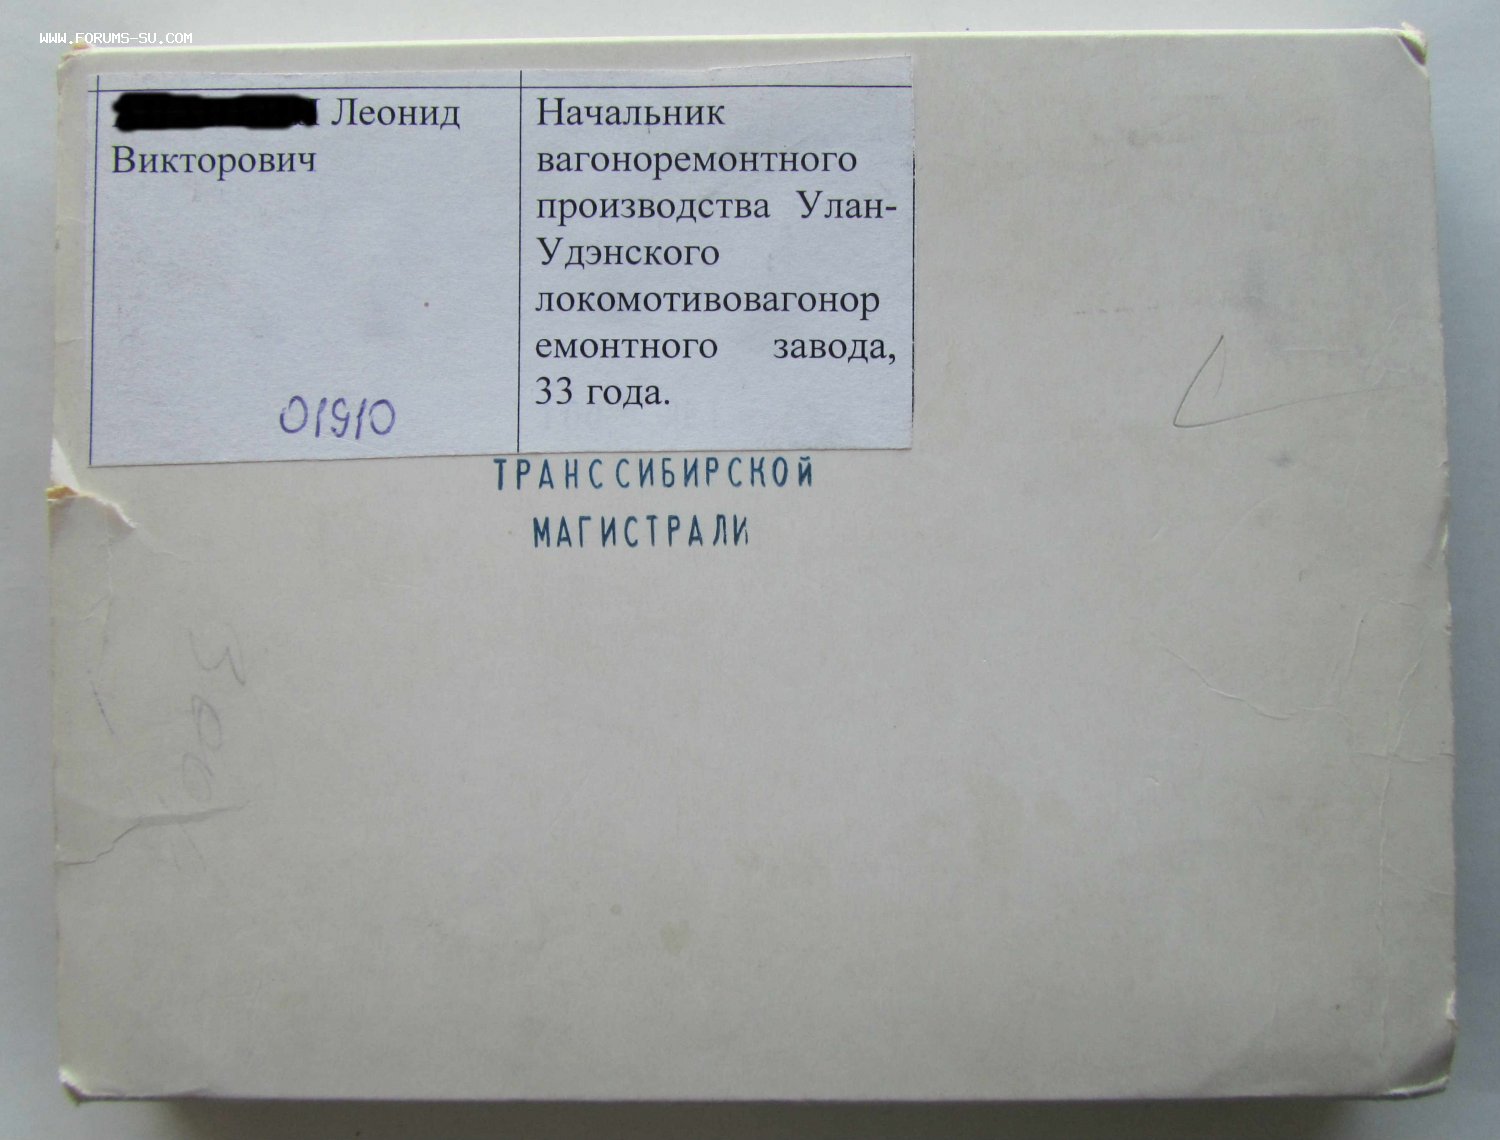 WWW.FORUMS-SU.COM
Леонид
Викторович
01910
Начальник
вагоноремонтного
производства Улан-
Удэнского
локомотивовагонор
емонтного завода,
33 года.
ТРАНССИБИРСКОЙ
МАГИСТРАЛИ